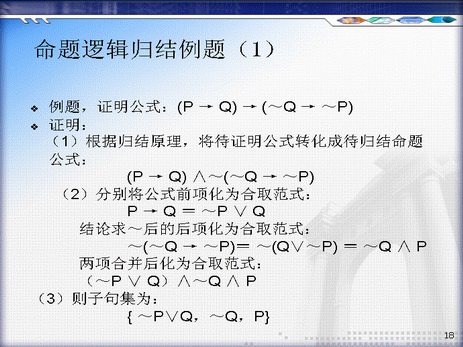 命题逻辑归结例题（1）
❖ 例题，证明公式：(P → Q) → (～Q → ～P)
❖ 证明：
（1）根据归结原理，将待证明公式转化成待归结命题
公式：
(P → Q) ∧～(～Q → ～P)
（2）分别将公式前项化为合取范式：
P → Q ＝ ～P ∨ Q
结论求～后的后项化为合取范式：
～(～Q → ～P)＝ ～(Q∨～P) ＝ ～Q ∧ P
两项合并后化为合取范式：
（～P ∨ Q）∧～Q ∧ P
（3）则子句集为：
{ ～P∨Q，～Q，P}
18